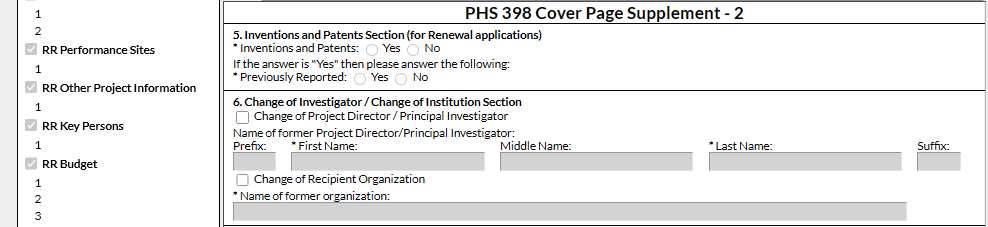 1
2
RR Performance Sites
1
RR Other Project Information
1
RR Key Persons
1
RR Budget
1
2
3
PHS 398 Cover Page Supplement - 2
5. Inventions and Patents Section (for Renewal applications)
* Inventions and Patents: Yes No
If the answer is "Yes" then please answer the following:
* Previously Reported: Yes No
6. Change of Investigator / Change of Institution Section
Change of Project Director / Principal Investigator
Name of former Project Director/Principal Investigator:
Prefix: * First Name: Middle Name: * Last Name: Suffix:
Change of Recipient Organization
* Name of former organization: